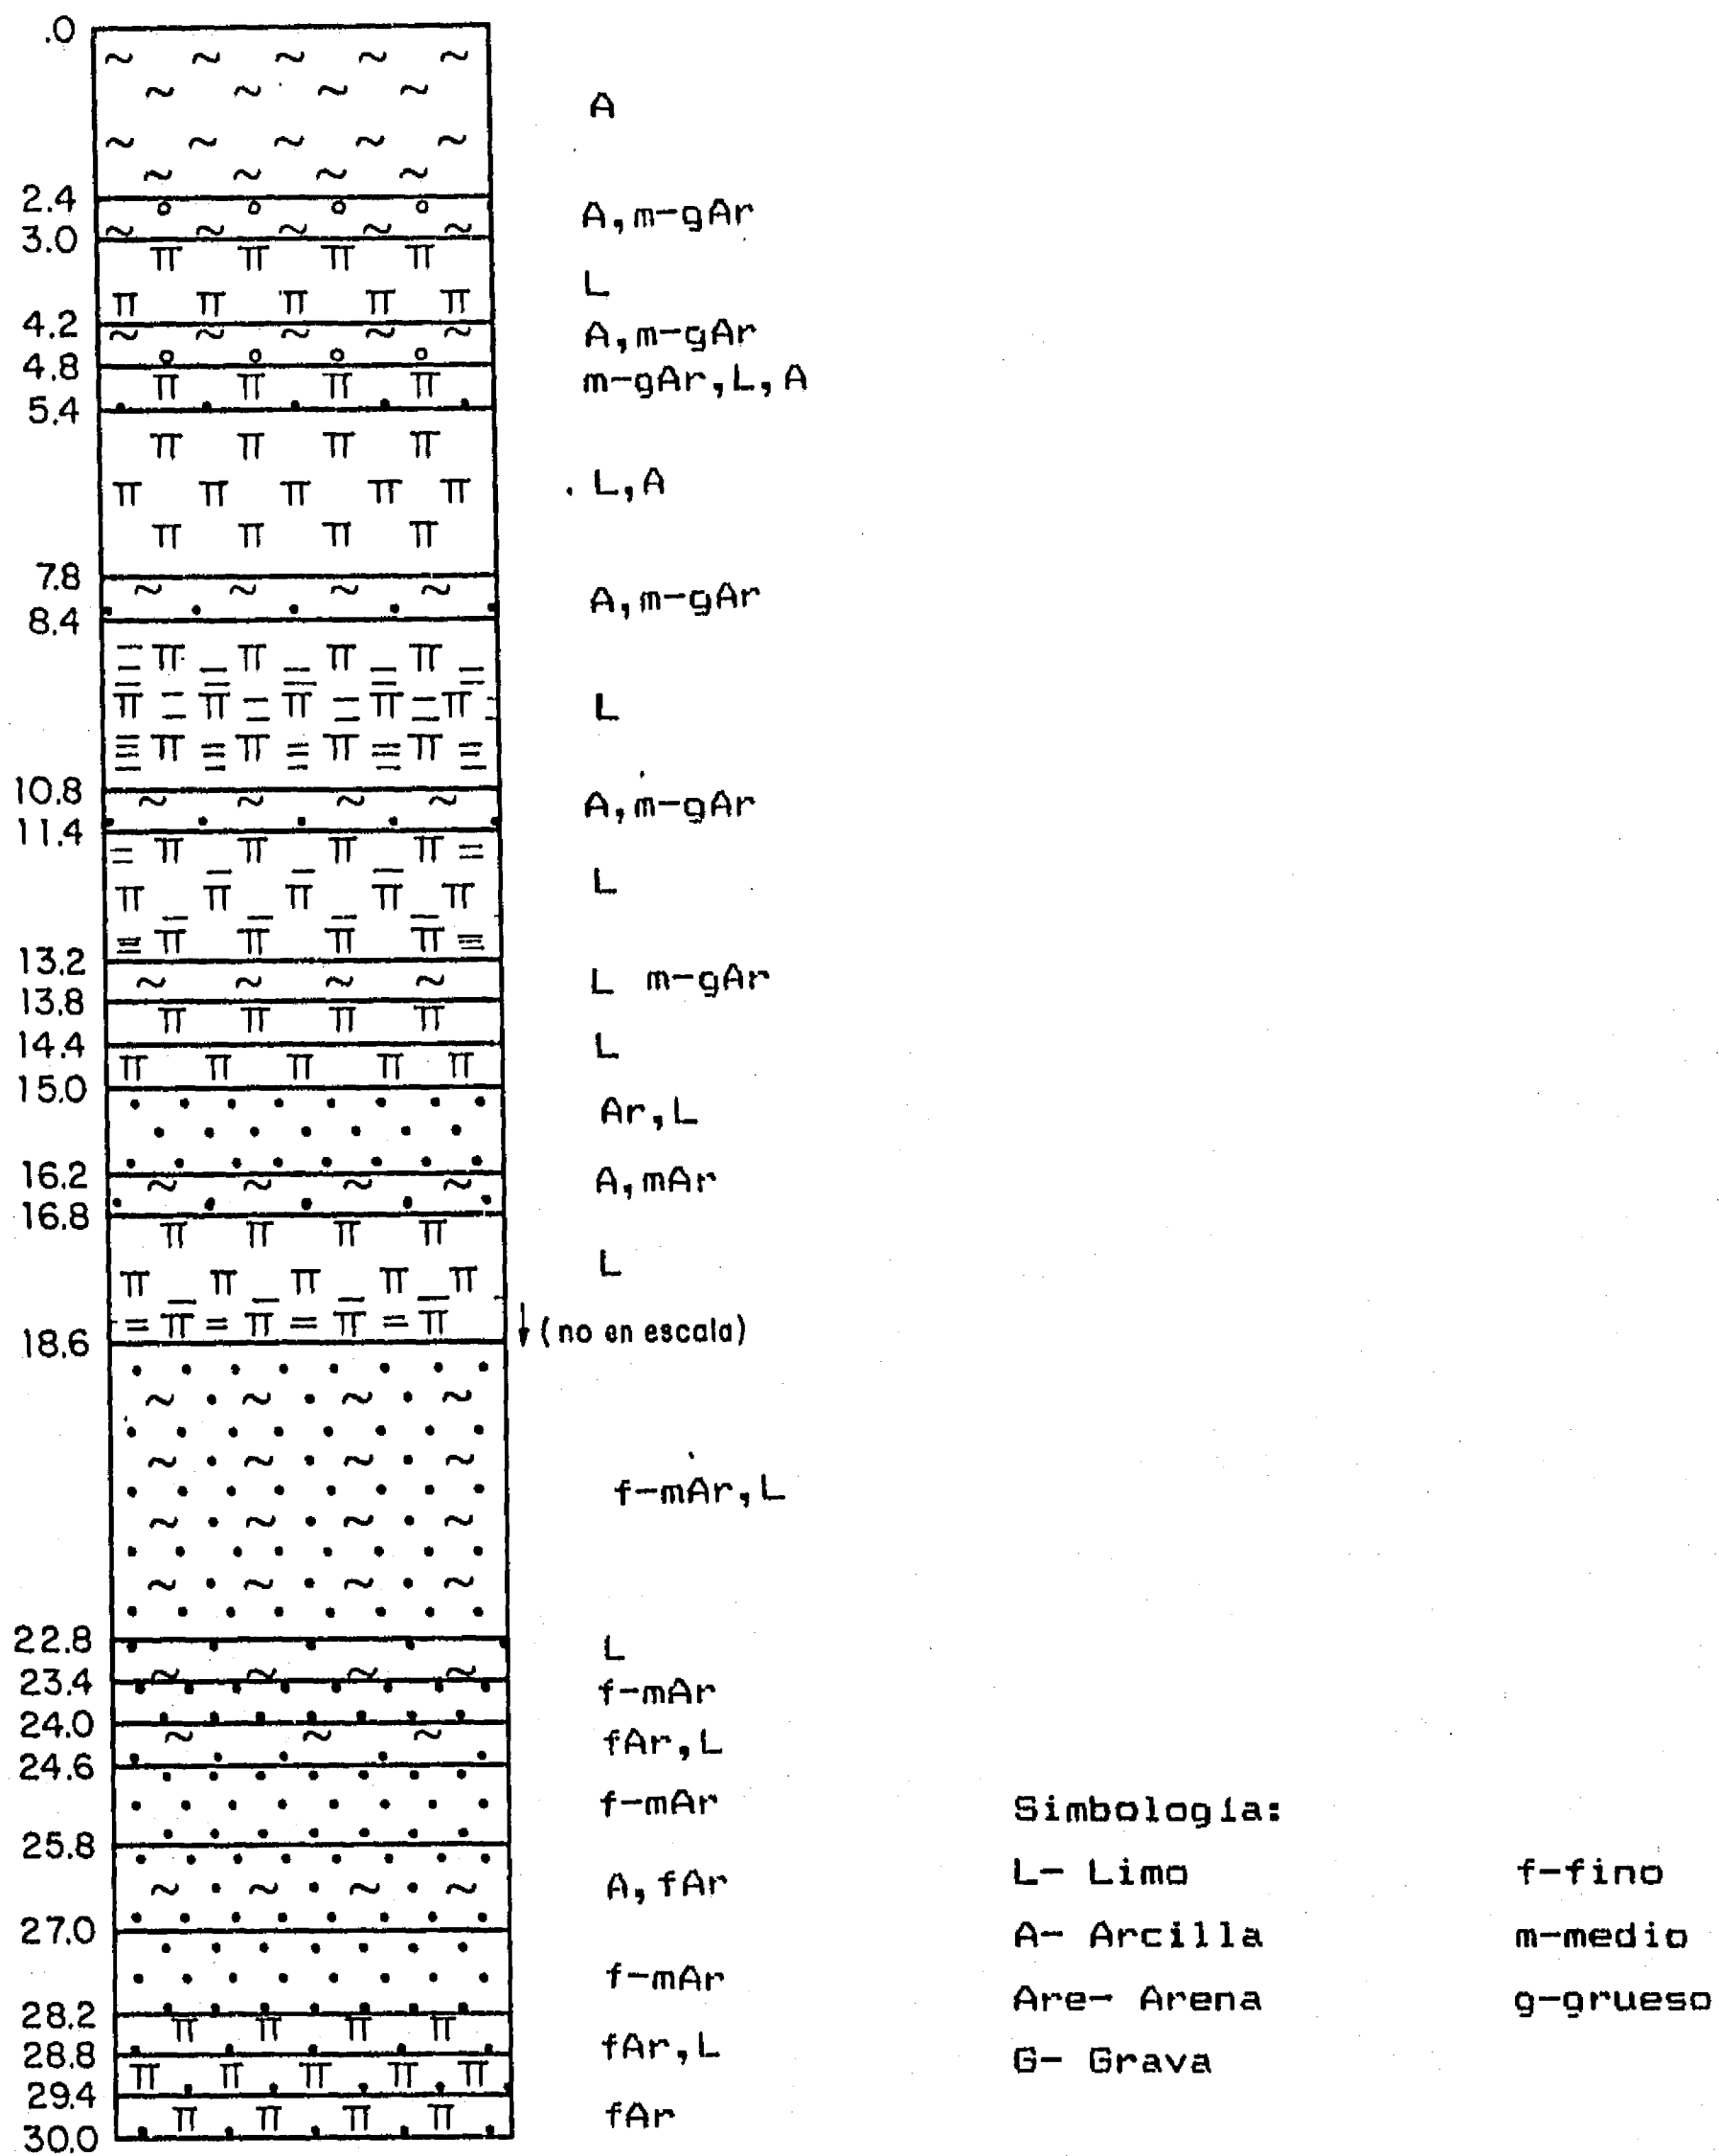 .0
A
2.4
A, m-gAr
3.0
L
4.2
A, m-gAr
4.8
m-gAr, L, A
5.4
. L, A
7.8
A, m-gAr
8.4
L
10.8
A, m-gAr
11.4
L
13.2
L m-gAr
13.8
14.4
L
15.0
Ar, L
16.2
A, mAr
16.8
L
(no en escala)
18.6
f-mAr, L
22.8
L
23.4
f-mAr
24.0
fAr, L
24.6
f-mAr
25.8
A, fAr
27.0
f-mAr
28.2
fAr, L
28.8
29.4
fAr
30.0
Simbología:
L- Limo f-fino
A- Arcilla m-medio
Are- Arena g-grueso
G- Grava